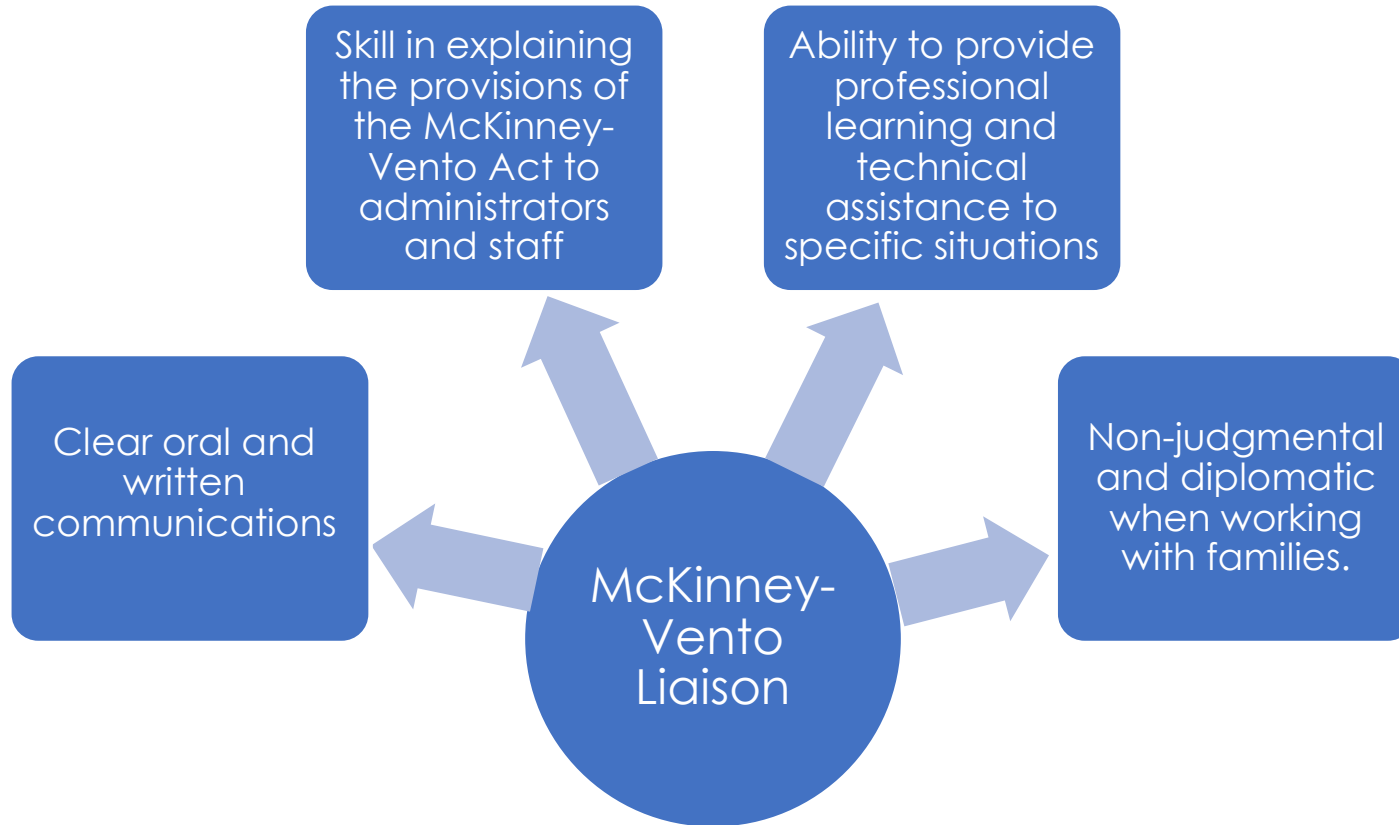 Skill in explaining
the provisions of
the McKinney-
Vento Act to
administrators
and staff
Ability to provide
professional
learning and
technical
assistance to
specific situations
Clear oral and
written
communications
Non-judgmental
and diplomatic
when working
with families.
McKinney-
Vento
Liaison